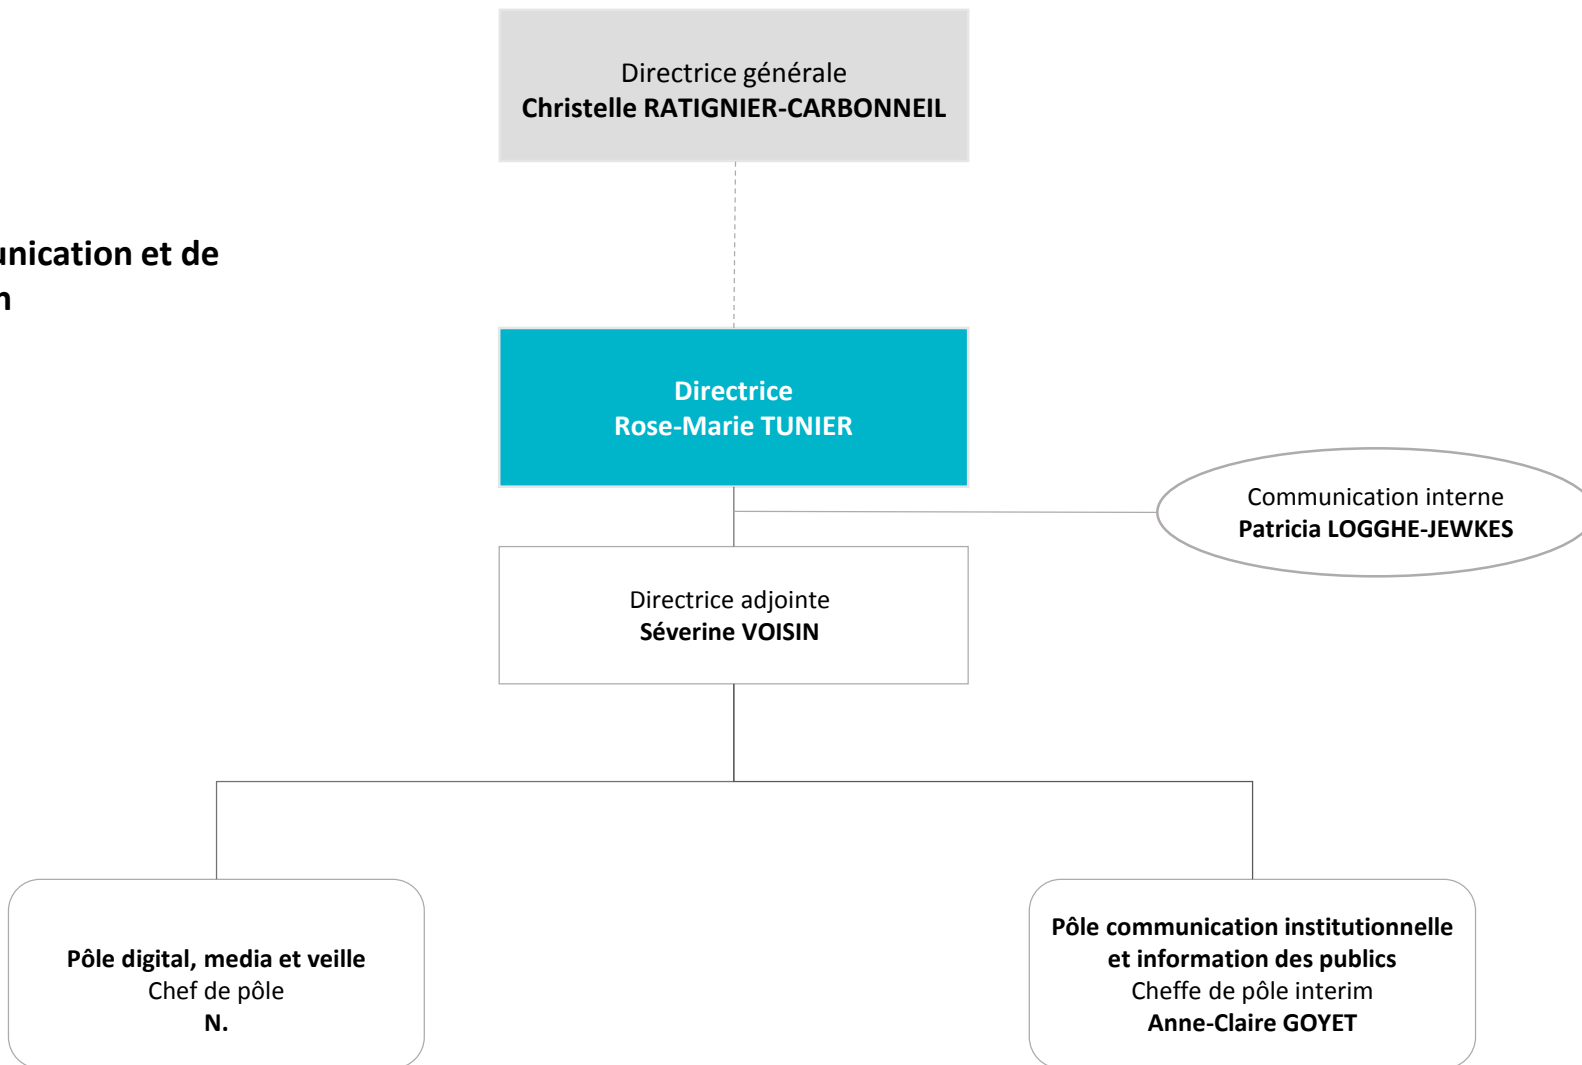 Directrice générale
Christelle RATIGNIER-CARBONNEIL
et de
Directrice
Rose-Marie TUNIER
Communication interne
Patricia LOGGHE-JEWKES
Directrice adjointe
Séverine VOISIN
Pôle digital, media et veille
Chef de pôle
N.
Pôle communication institutionnelle
et information des publics
Cheffe de pôle interim
Anne-Claire GOYET